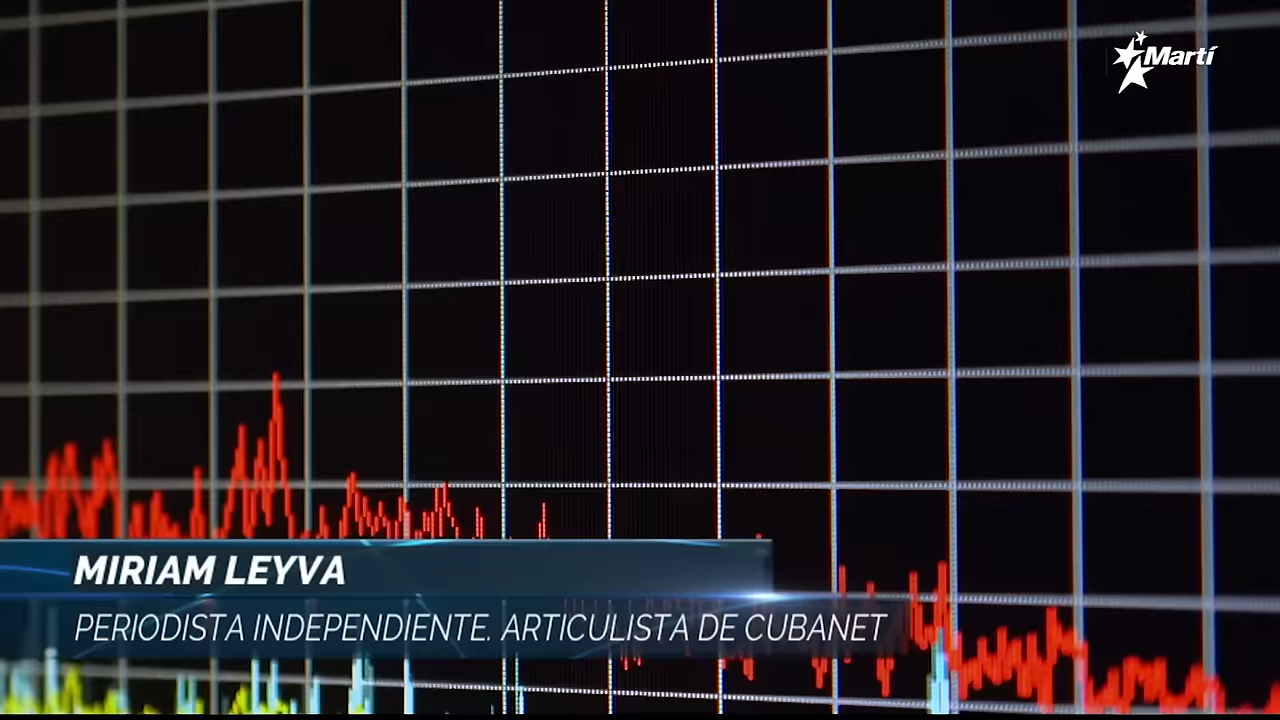 Martí
MIRIAM LEYVA
PERIODISTA INDEPENDIENTE. ARTICULISTA DE CUBANET